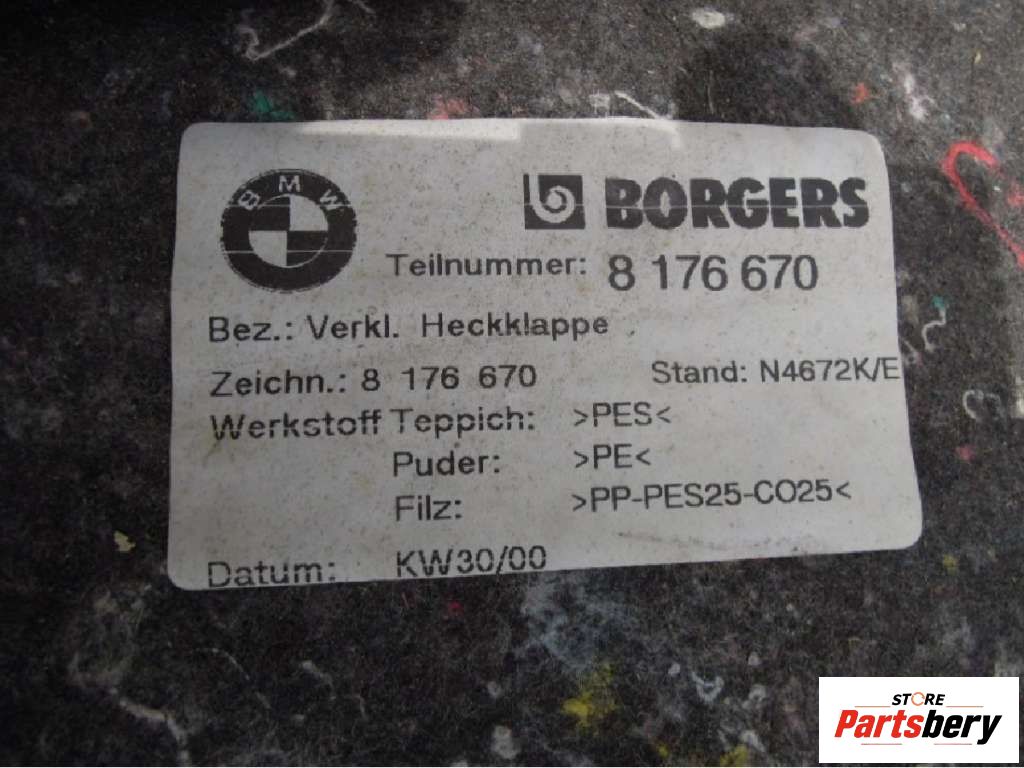 BMW
BORGERS
Teilnummer: 8 176 670
Bez.: Verkl. Heckklappe
Zeichn.: 8 176 670 Stand: N4672K/E
Werkstoff Teppich: >PES<
Puder: >PE<
Filz: >PP-PES25-CO25<
Datum: KW30/00
STORE
Partsbery